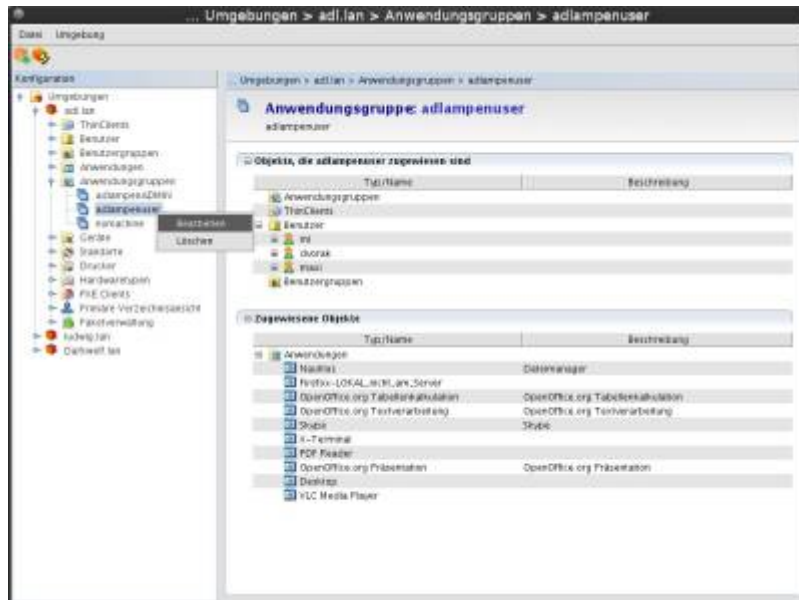 ... Umgebungen > adl.lan > Anwendungsgruppen > adlampenuser
Datei Umgebung
Konfiguration
Umgebungen
adl.lan
ThinClients
Benutzer
Benutzergruppen
Anwendungen
Anwendungsgruppen
adlampenADMIN
adlampenuser
nxmachine
Geräte
Standorte
Drucker
Hardwaretypen
PXE Clients
Primäre Verzeichnisansicht
Paketverwaltung
ludwig.lan
Bearbeiten
Löschen
Umgebungen > adl.lan > Anwendungsgruppen > adlampenuser
Anwendungsgruppe: adlampenuser
adlampenuser
Objekte, die adlampenuser zugewiesen sind
Typ/Name Beschreibung
Anwendungsgruppen
ThinClients
Benutzer
dvorak
Benutzergruppen
Zugewiesene Objekte
Typ/Name Beschreibung
Anwendungen
Nautilus Dateimanager
Firefox-LOKAL_nicht_am_Server
OpenOffice.org Tabellenkalkulation OpenOffice.org Tabellenkalkulation
OpenOffice.org Textverarbeitung OpenOffice.org Textverarbeitung
Skype Skype
X-Terminal
PDF Reader
OpenOffice.org Präsentation OpenOffice.org Präsentation
Desktop
VLC Media Player